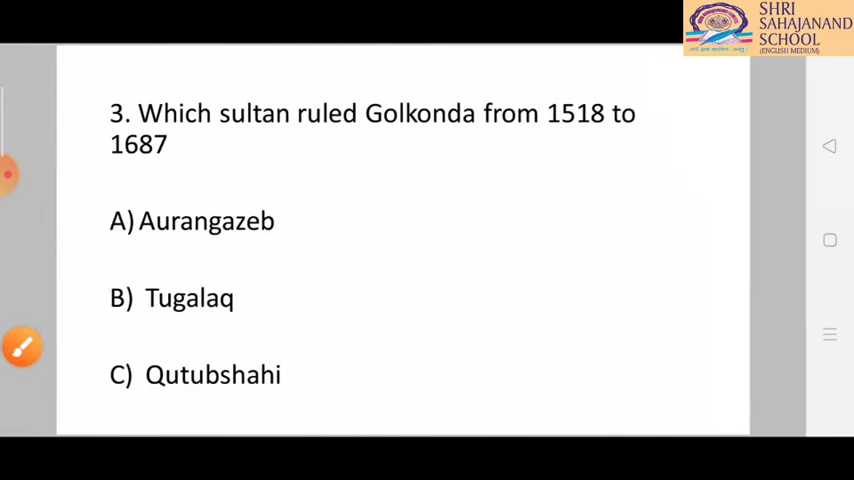 SHRI
SAHAJANAND
SCHOOL
(ENGLISH MEDIUM)
3. Which sultan ruled Golkonda from 1518 to
1687
A) Aurangazeb
B) Tugalaq
C) Qutubshahi